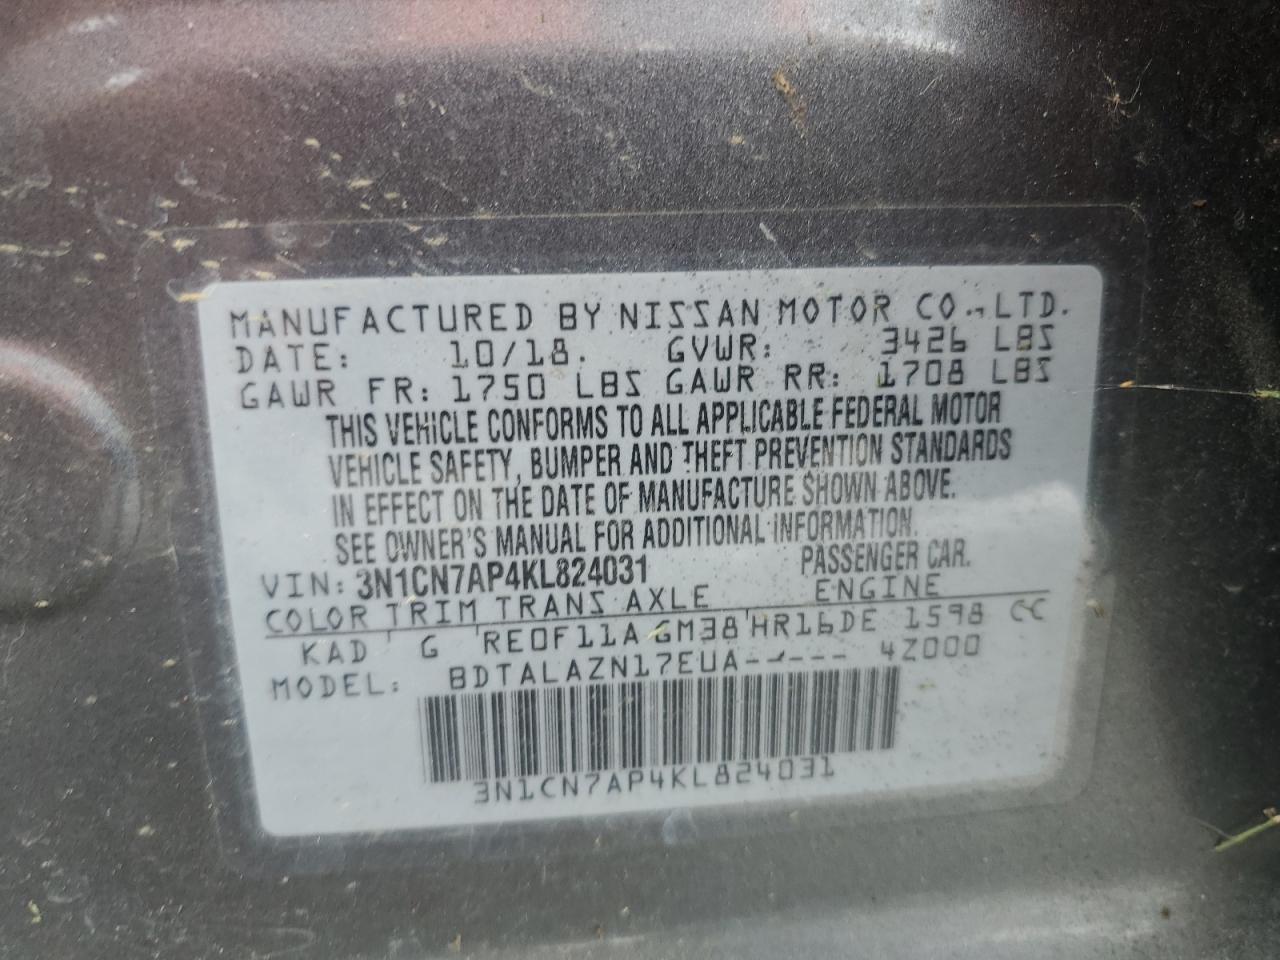 MANUFACTURED BY NISSAN MOTOR CO., LTD.
DATE: 10/18. GVWR: 3426 LBS
GAWR FR: 1750 LBS GAWR RR: 1708 LBS
THIS VEHICLE CONFORMS TO ALL APPLICABLE FEDERAL MOTOR
VEHICLE SAFETY, BUMPER AND THEFT PREVENTION STANDARDS
IN EFFECT ON THE DATE OF MANUFACTURE SHOWN ABOVE.
SEE OWNER'S MANUAL FOR ADDITIONAL INFORMATION.
VIN: 3N1CN7AP4KL824031 PASSENGER CAR.
COLOR TRIM TRANS AXLE ENGINE
KAD G RE0F11A GM38 HR16DE 1598 CC
MODEL: BDTALAZN17EUA----- 4Z000
3N1CN7AP4KL824031